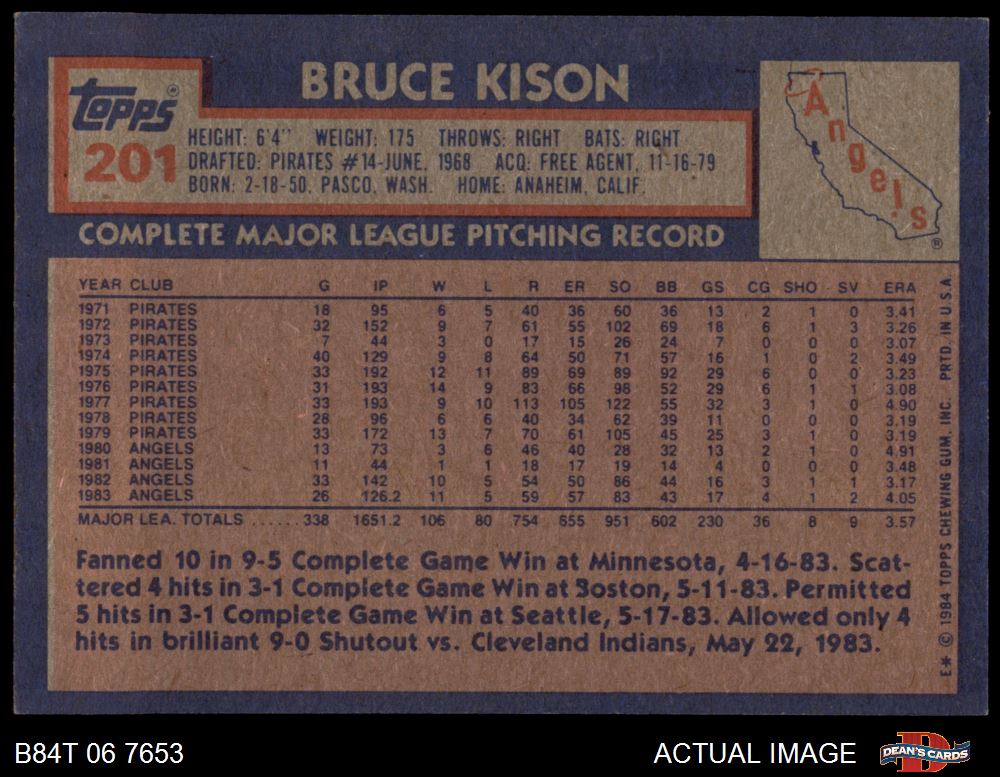 BRUCE KISON
topps®
201
HEIGHT: 6'4" WEIGHT: 175 THROWS: RIGHT BATS: RIGHT
DRAFTED: PIRATES #14-JUNE, 1968 ACQ: FREE AGENT, 11-16-79
BORN: 2-18-50, PASCO, WASH. HOME: ANAHEIM, CALIF.
Angels
®
COMPLETE MAJOR LEAGUE PITCHING RECORD
YEAR CLUB G IP W L R ER SO BB GS CG SHO SV ERA
1971 PIRATES 18 95 6 5 40 36 60 36 13 2 1 0 3.41
1972 PIRATES 32 152 9 7 61 55 102 69 18 6 1 3 3.26
1973 PIRATES 7 44 3 0 17 15 26 24 7 0 0 0 3.07
1974 PIRATES 40 129 9 8 64 50 71 57 16 1 0 2 3.49
1975 PIRATES 33 192 12 11 89 69 89 92 29 6 0 0 3.23
1976 PIRATES 31 193 14 9 83 66 98 52 29 6 1 1 3.08
1977 PIRATES 33 193 9 10 113 105 122 55 32 3 1 0 4.90
1978 PIRATES 28 96 6 6 40 34 62 39 11 0 0 0 3.19
1979 PIRATES 33 172 13 7 70 61 105 45 25 3 1 0 3.19
1980 ANGELS 13 73 3 6 46 40 28 32 13 2 1 0 4.91
1981 ANGELS 11 44 1 1 18 17 19 14 4 0 0 0 3.48
1982 ANGELS 33 142 10 5 54 50 86 44 16 3 1 1 3.17
1983 ANGELS 26 126.2 11 5 59 57 83 43 17 4 1 2 4.05
MAJOR LEA. TOTALS ...... 338 1651.2 106 80 754 655 951 602 230 36 8 9 3.57
Fanned 10 in 9-5 Complete Game Win at Minnesota, 4-16-83. Scat-
tered 4 hits in 3-1 Complete Game Win at Boston, 5-11-83. Permitted
5 hits in 3-1 Complete Game Win at Seattle, 5-17-83. Allowed only 4
hits in brilliant 9-0 Shutout vs. Cleveland Indians, May 22, 1983.
E* © 1984 TOPPS CHEWING GUM, INC. PRTD. IN U.S.A.
B84T 06 7653
ACTUAL IMAGE
DEAN'S CARDS